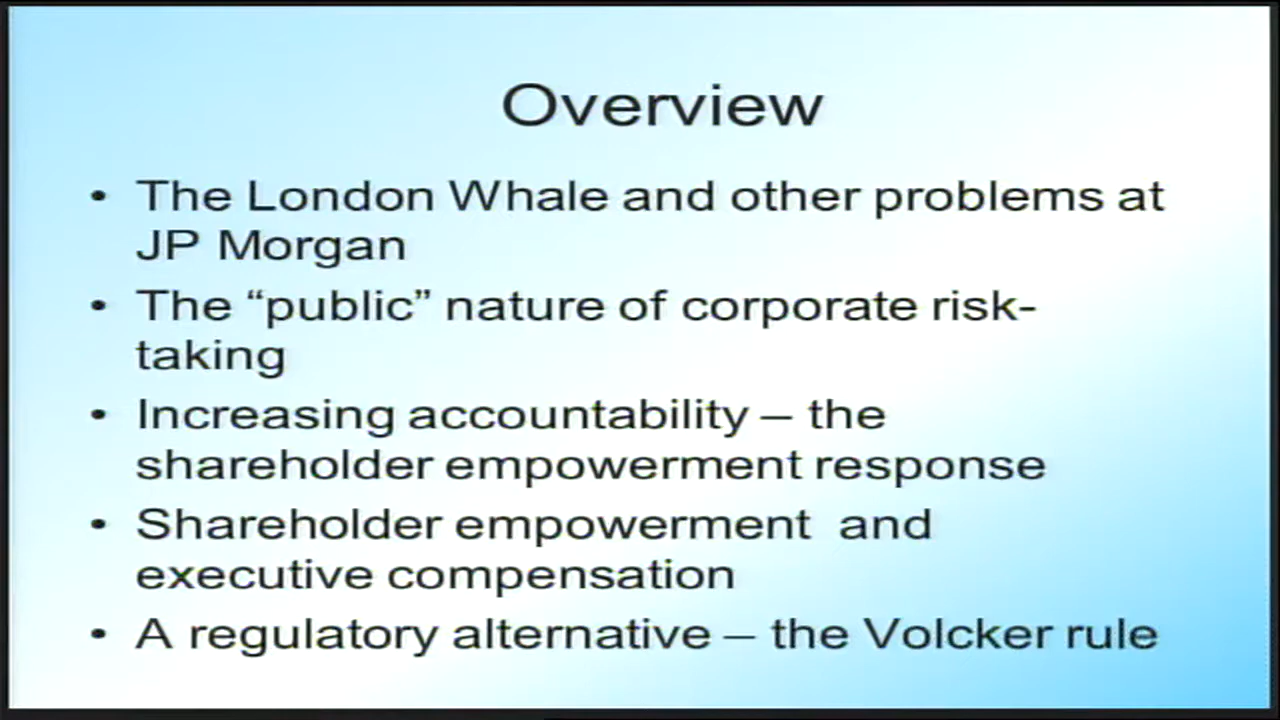 Overview
• The London Whale and other problems at
JP Morgan
• The “public” nature of corporate risk-
taking
• Increasing accountability – the
shareholder empowerment response
• Shareholder empowerment  and
executive compensation
• A regulatory alternative – the Volcker rule